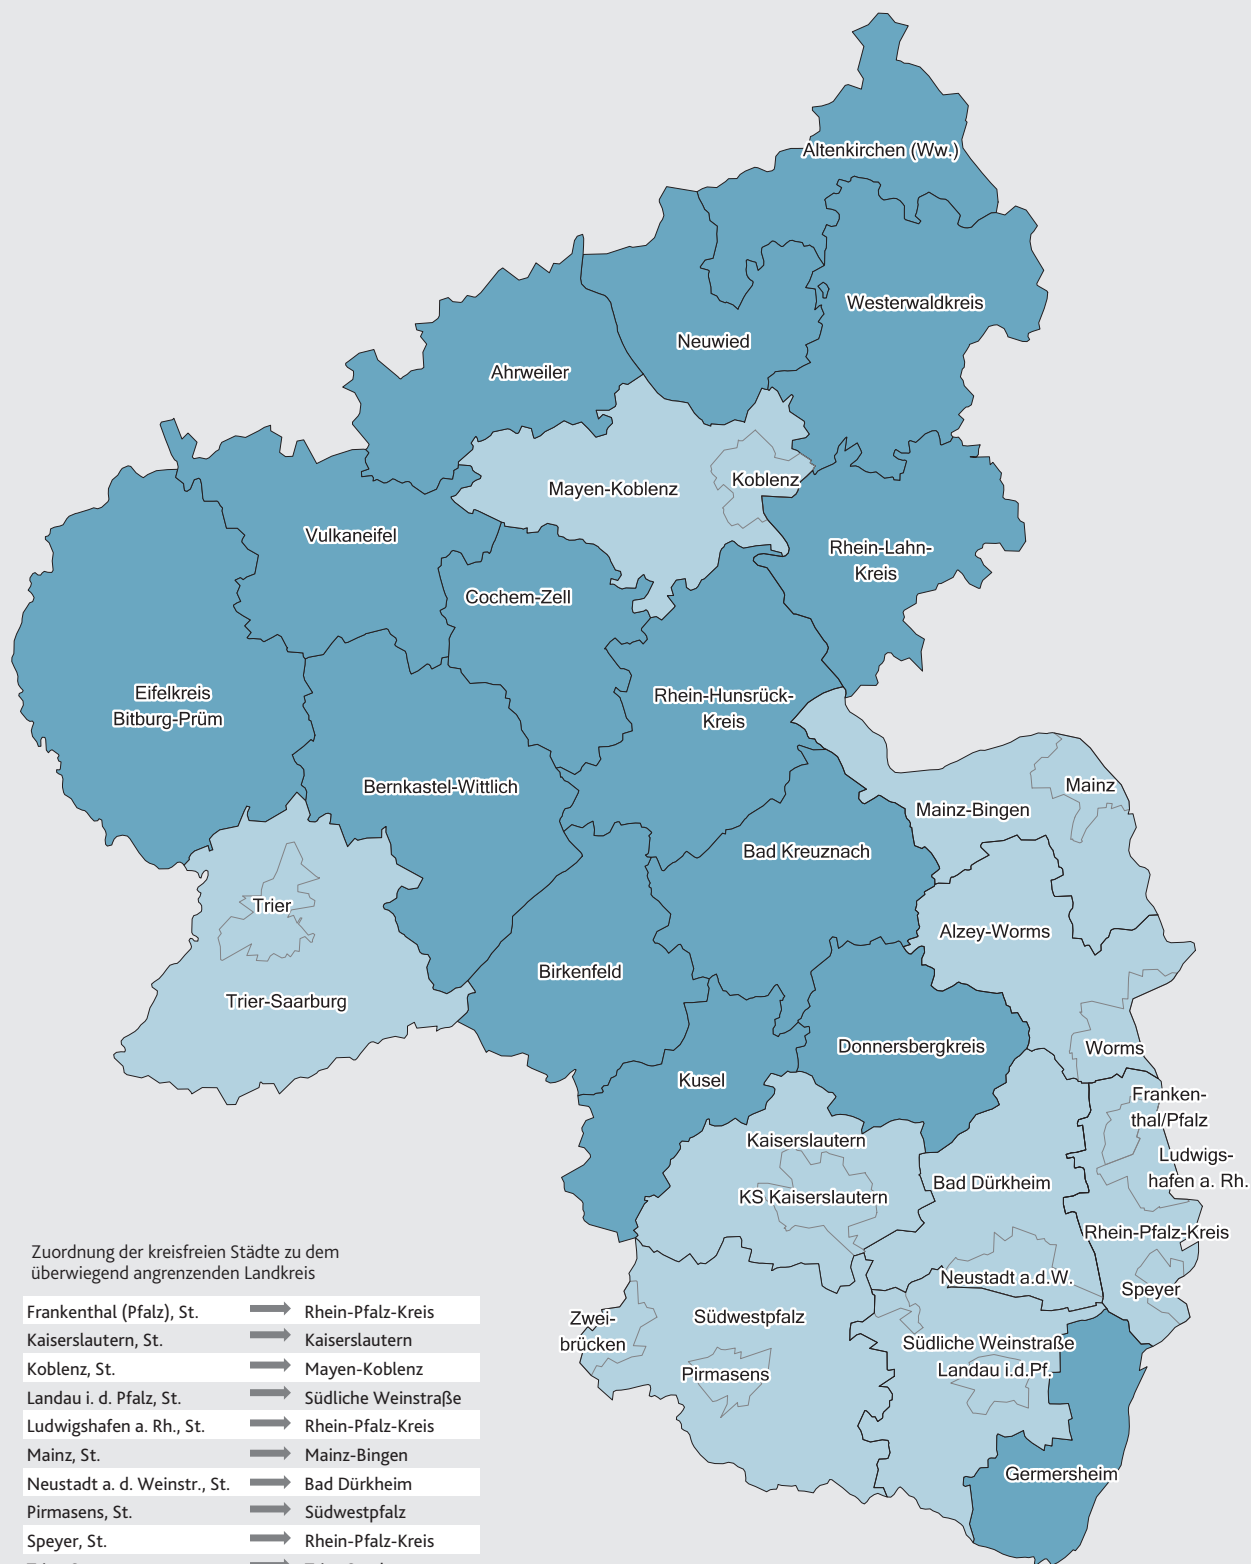 Altenkirchen (Ww.)
Westerwaldkreis
Neuwied
Ahrweiler
Koblenz
Mayen-Koblenz
Vulkaneifel
Rhein-Lahn-
Kreis
Cochem-Zell
Eifelkreis
Bitburg-Prüm
Rhein-Hunsrück-
Kreis
Bernkastel-Wittlich
Mainz
Mainz-Bingen
Bad Kreuznach
Trier
Alzey-Worms
Birkenfeld
Trier-Saarburg
Donnersbergkreis
Worms
Kusel
Franken-
thal/Pfalz
Kaiserslautern
Ludwigs-
hafen a. Rh.
Bad Dürkheim
KS Kaiserslautern
Rhein-Pfalz-Kreis
Neustadt a.d.W.
Speyer
Zwei-
brücken
Südwestpfalz
Südliche Weinstraße
Landau i.d.Pf.
Pirmasens
Germersheim
Zuordnung der kreisfreien Städte zu dem
überwiegend angrenzenden Landkreis
Frankenthal (Pfalz), St. Rhein-Pfalz-Kreis
Kaiserslautern, St. Kaiserslautern
Koblenz, St. Mayen-Koblenz
Landau i. d. Pfalz, St. Südliche Weinstraße
Ludwigshafen a. Rh., St. Rhein-Pfalz-Kreis
Mainz, St. Mainz-Bingen
Neustadt a. d. Weinstr., St. Bad Dürkheim
Pirmasens, St. Südwestpfalz
Speyer, St. Rhein-Pfalz-Kreis